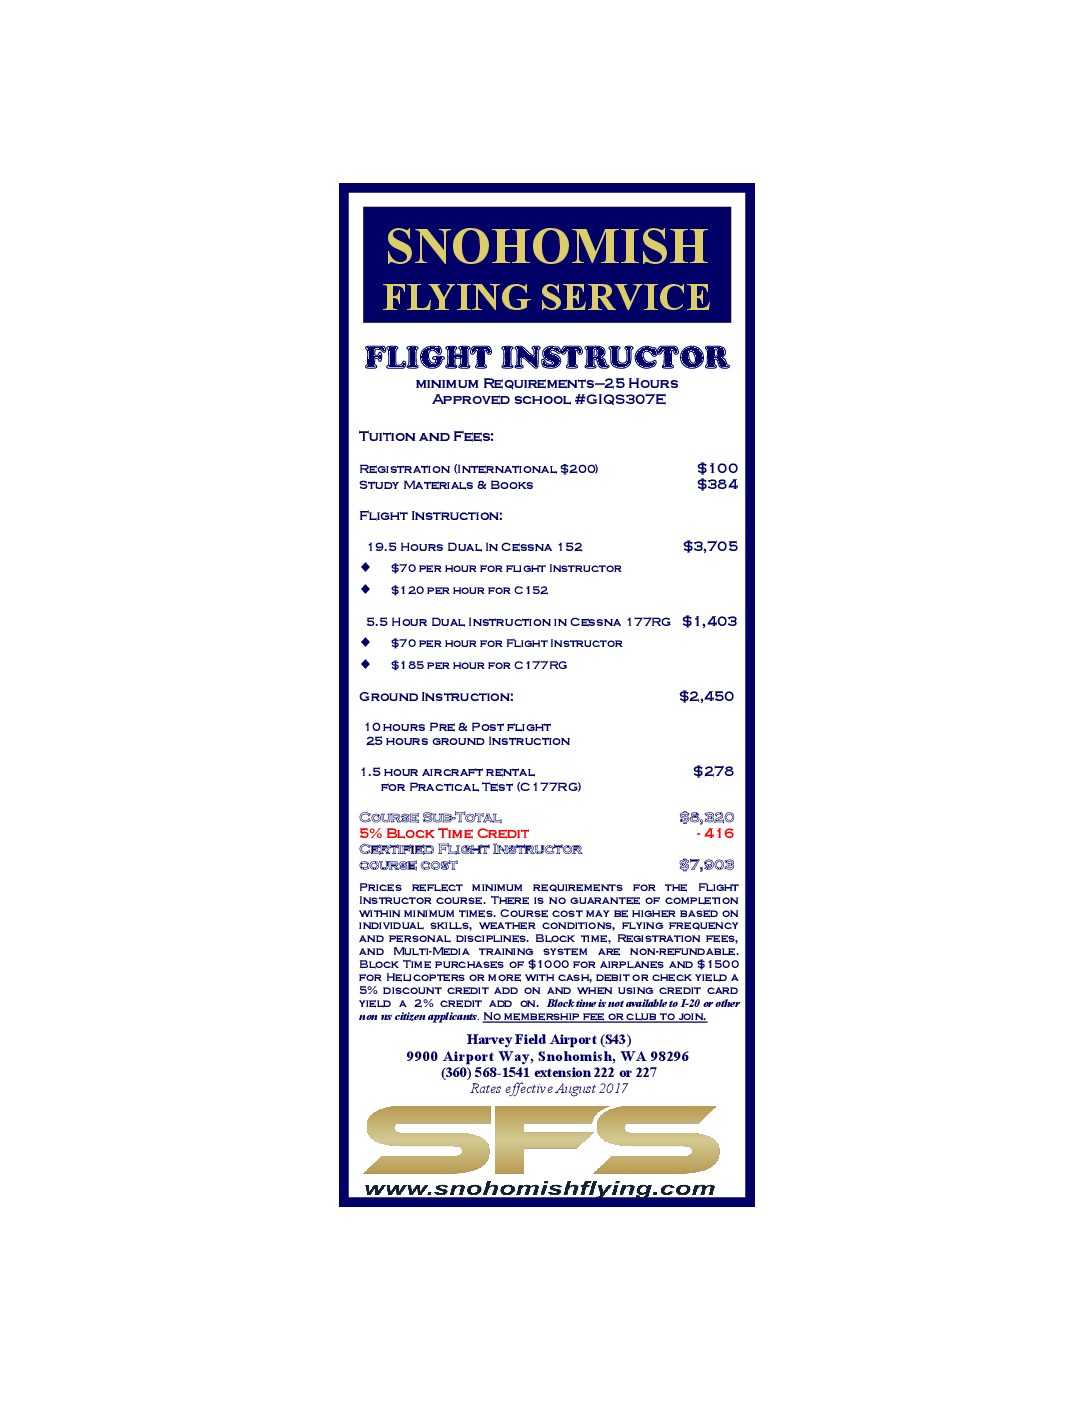 SNOHOMISH
FLYING SERVICE
FLIGHT INSTRUCTOR
minimum Requirements—25 Hours
Approved school #GIQS307E
Tuition and Fees:
Registration (International $200) $100
Study Materials & Books $384
Flight Instruction:
19.5 Hours Dual In Cessna 152 $3,705
♦ $70 per hour for flight Instructor
♦ $120 per hour for C152
5.5 Hour Dual Instruction in Cessna 177RG $1,403
♦ $70 per hour for Flight Instructor
♦ $185 per hour for C177RG
Ground Instruction: $2,450
10 hours Pre & Post flight
25 hours ground Instruction
1.5 hour aircraft rental $278
for Practical Test (C177RG)
Course Sub-Total $8,320
5% Block Time Credit - 416
Certified Flight Instructor
course cost $7,903
Prices reflect minimum requirements for the Flight
Instructor course. There is no guarantee of completion
within minimum times. Course cost may be higher based on
individual skills, weather conditions, flying frequency
and personal disciplines. Block time, Registration fees,
and Multi-Media training system are non-refundable.
Block Time purchases of $1000 for airplanes and $1500
for Helicopters or more with cash, debit or check yield a
5% discount credit add on and when using credit card
yield a 2% credit add on. Block time is not available to I-20 or other
non us citizen applicants. No membership fee or club to join.
Harvey Field Airport (S43)
9900 Airport Way, Snohomish, WA 98296
(360) 568-1541 extension 222 or 227
Rates effective August 2017
SFS
www.snohomishflying.com